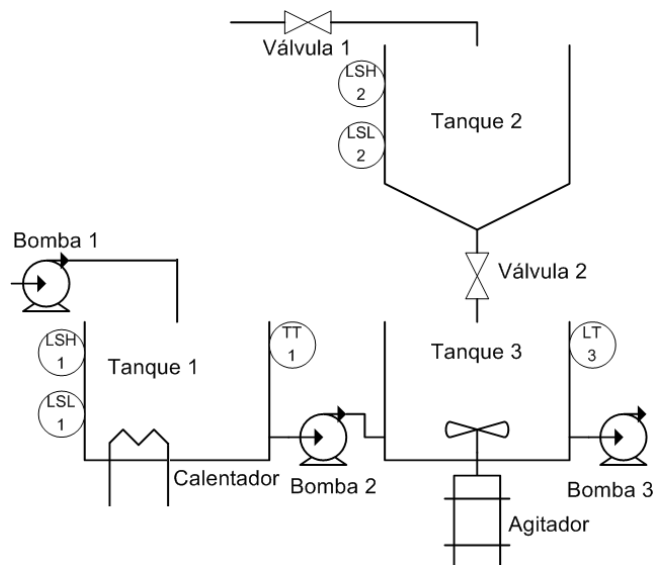 Válvula 1
LSH
2
Tanque 2
LSL
2
Bomba 1
Válvula 2
LSH
1
Tanque 1
TT
1
Tanque 3
LT
3
LSL
1
Calentador
Bomba 2
Bomba 3
Agitador